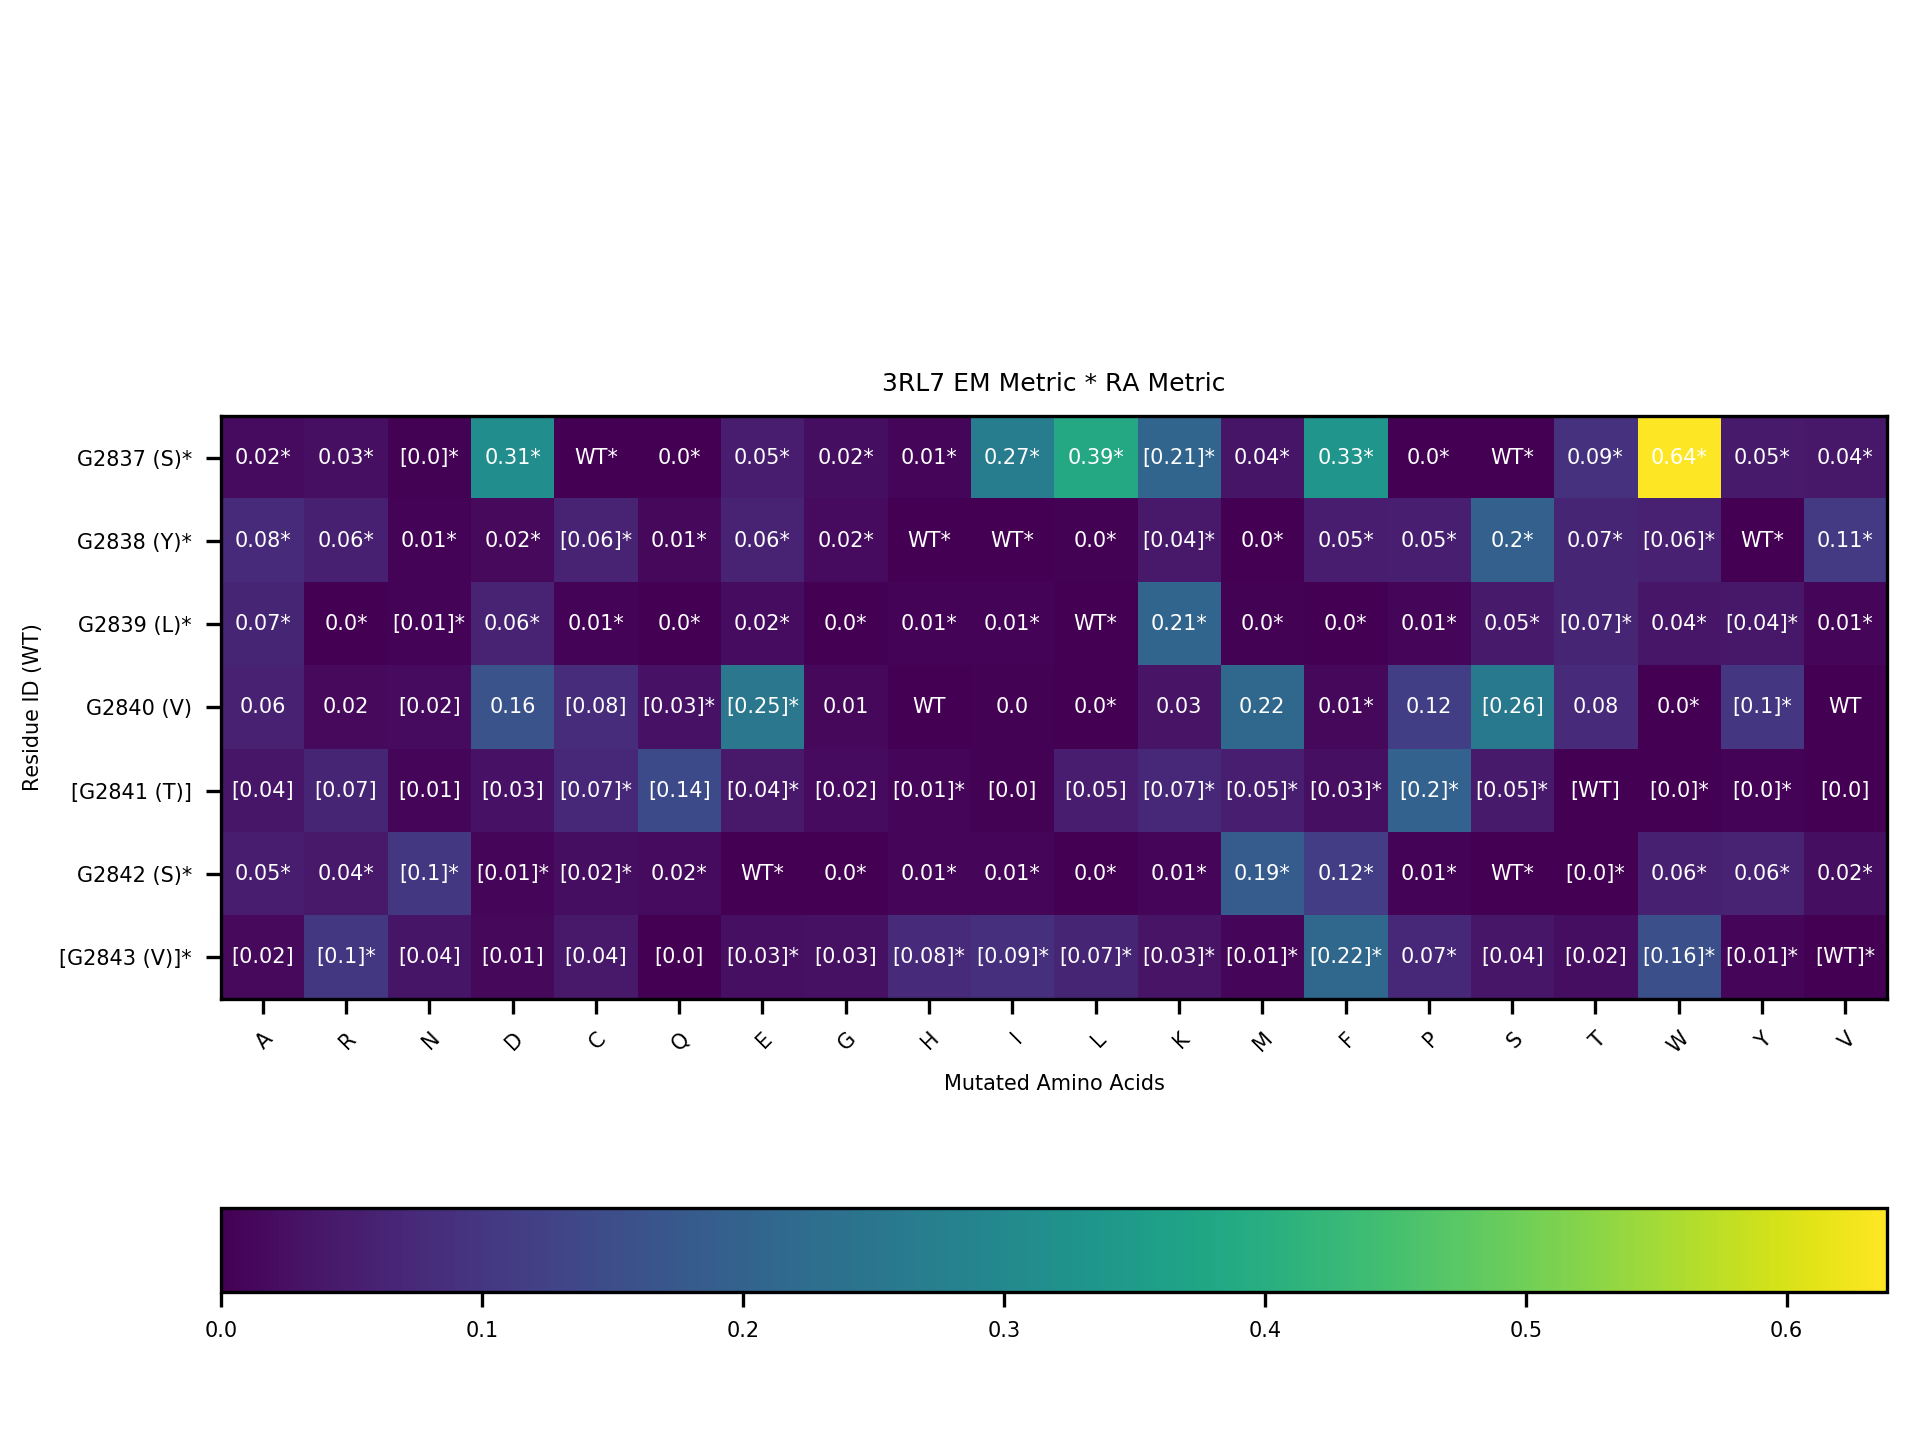 3RL7 EM Metric * RA Metric
G2837 (S)* 0.02* 0.03* [0.0]* 0.31* WT* 0.0* 0.05* 0.02* 0.01* 0.27* 0.39* [0.21]* 0.04* 0.33* 0.0* WT* 0.09* 0.64* 0.05* 0.04*
G2838 (Y)* 0.08* 0.06* 0.01* 0.02* [0.06]* 0.01* 0.06* 0.02* WT* WT* 0.0* [0.04]* 0.0* 0.05* 0.05* 0.2* 0.07* [0.06]* WT* 0.11*
G2839 (L)* 0.07* 0.0* [0.01]* 0.06* 0.01* 0.0* 0.02* 0.0* 0.01* 0.01* WT* 0.21* 0.0* 0.0* 0.01* 0.05* [0.07]* 0.04* [0.04]* 0.01*
G2840 (V) 0.06 0.02 [0.02] 0.16 [0.08] [0.03]* [0.25]* 0.01 WT 0.0 0.0* 0.03 0.22 0.01* 0.12 [0.26] 0.08 0.0* [0.1]* WT
[G2841 (T)] [0.04] [0.07] [0.01] [0.03] [0.07]* [0.14] [0.04]* [0.02] [0.01]* [0.0] [0.05] [0.07]* [0.05]* [0.03]* [0.2]* [0.05]* [WT] [0.0]* [0.0]* [0.0]
G2842 (S)* 0.05* 0.04* [0.1]* [0.01]* [0.02]* 0.02* WT* 0.0* 0.01* 0.01* 0.0* 0.01* 0.19* 0.12* 0.01* WT* [0.0]* 0.06* 0.06* 0.02*
[G2843 (V)]* [0.02] [0.1]* [0.04] [0.01] [0.04] [0.0] [0.03]* [0.03] [0.08]* [0.09]* [0.07]* [0.03]* [0.01]* [0.22]* 0.07* [0.04] [0.02] [0.16]* [0.01]* [WT]*
Residue ID (WT)
A R N D C Q E G H I L K M F P S T W Y V
Mutated Amino Acids
0.0 0.1 0.2 0.3 0.4 0.5 0.6